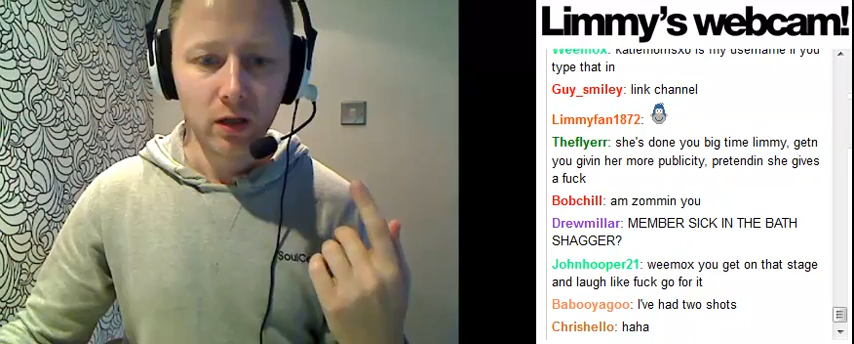 Limmy's webcam!
Weemox: katiemorrisxo is my username if you
type that in
Guy_smiley: link channel
Limmyfan1872:
Theflyerr: she's done you big time limmy, getn
you givin her more publicity, pretendin she gives
a fuck
Bobchill: am zommin you
Drewmillar: MEMBER SICK IN THE BATH
SHAGGER?
Johnhooper21: weemox you get on that stage
and laugh like fuck go for it
Babooyagoo: I've had two shots
Chrishello: haha